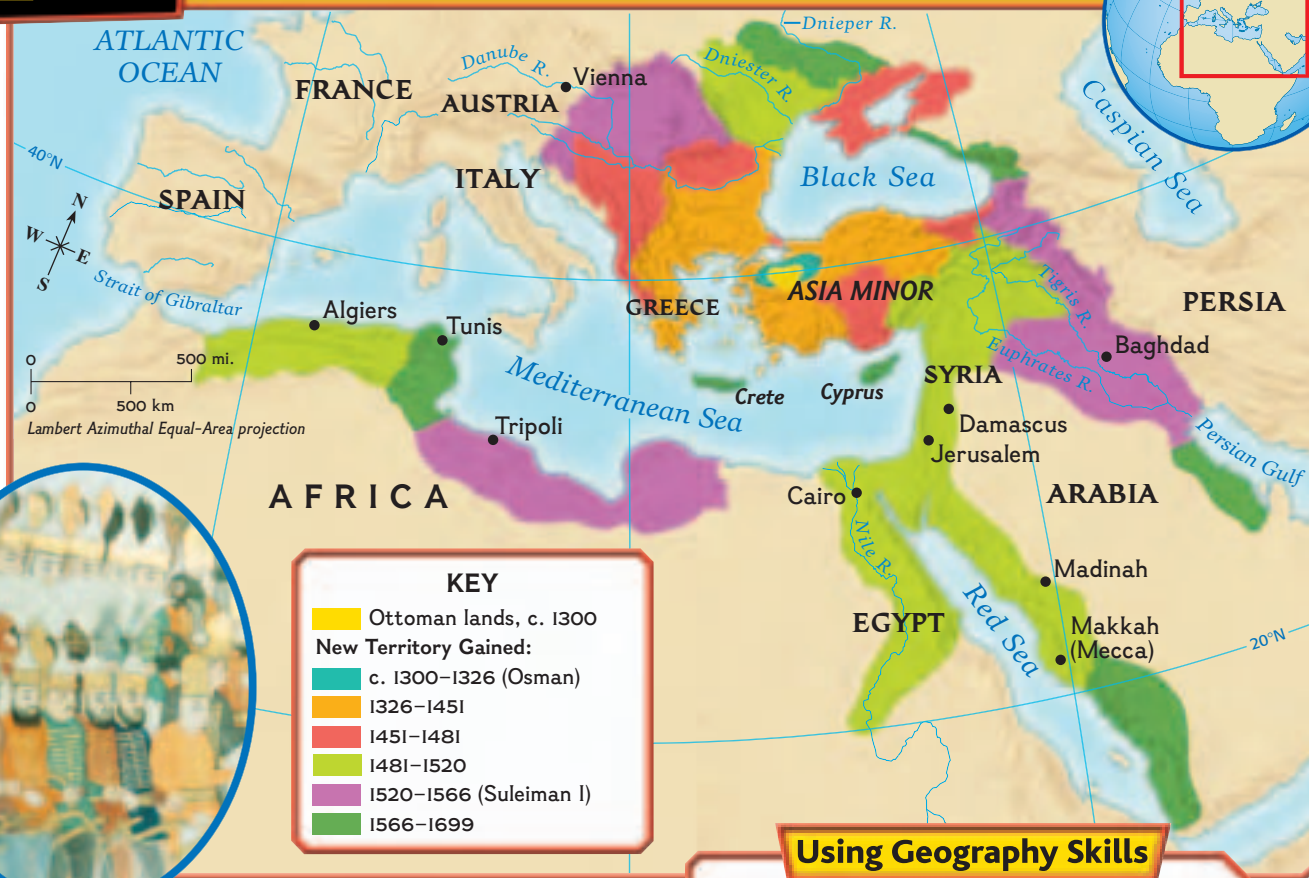 ATLANTIC
OCEAN
FRANCE
Danube R.
Vienna
AUSTRIA
Dnieper R.
Dniester R.
Caspian Sea
40°N
SPAIN
ITALY
Black Sea
N
W
E
S
Strait of Gibraltar
Algiers
Tunis
GREECE
ASIA MINOR
Tigris R.
PERSIA
0
500 mi.
0
500 km
Lambert Azimuthal Equal-Area projection
Mediterranean Sea
Crete
Cyprus
SYRIA
Euphrates R.
Baghdad
Tripoli
Damascus
Jerusalem
Persian Gulf
AFRICA
Cairo
ARABIA
Nile R.
Madinah
EGYPT
Red Sea
Makkah
(Mecca)
20°N
KEY
Ottoman lands, c. 1300
New Territory Gained:
c. 1300–1326 (Osman)
1326–1451
1451–1481
1481–1520
1520–1566 (Suleiman I)
1566–1699
Using Geography Skills